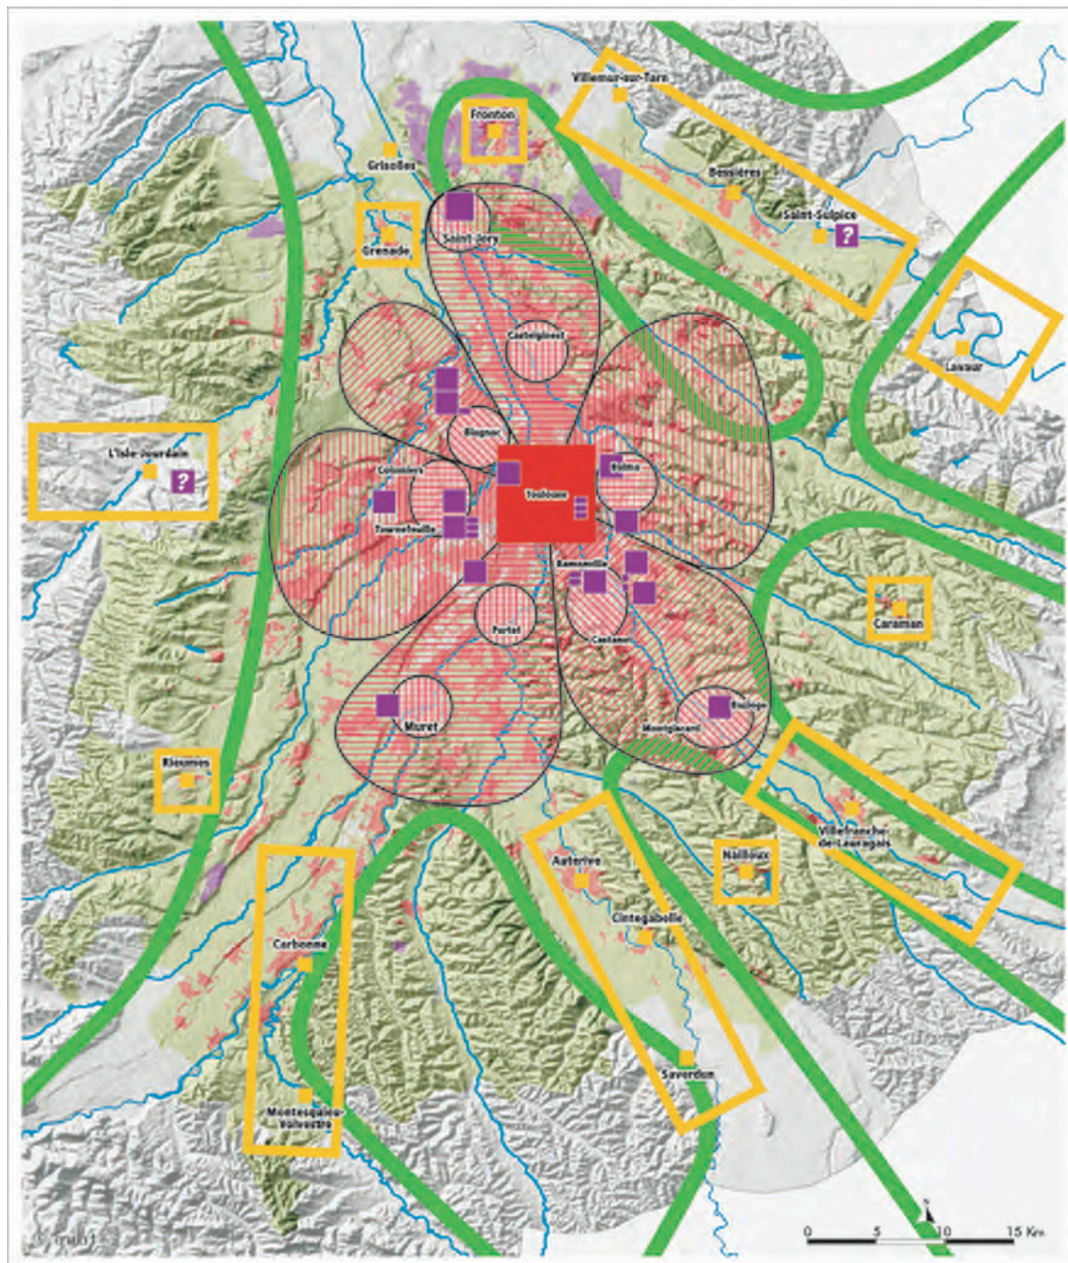 Villemur-sur-Tarn
Fronton
Grisolles
Bessières
Saint-Sulpice
?
Saint-Jory
Grenade
Castelginest
Lavaur
Blagnac
L'Isle-Jourdain
?
Colomiers
Balma
Toulouse
Tournefeuille
Ramonville
Caraman
Portet
Castanet
Muret
Baziège
Montgiscard
Rieumes
Villefranche-
de-Lauragais
Auterive
Nailloux
Cintegabelle
Carbonne
Saverdun
Montesquieu-
Volvestre
N
0 5 10 15 Km